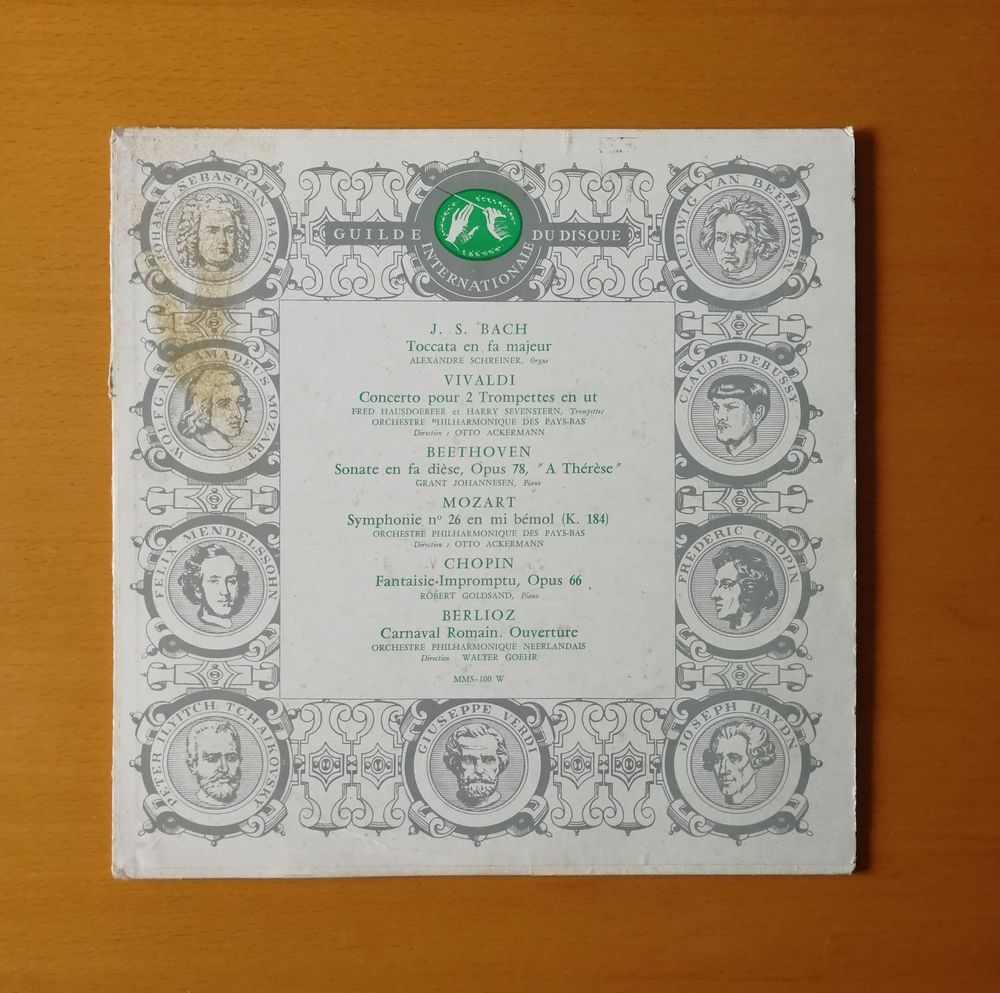 JOHANN SEBASTIAN BACH
GUILDE INTERNATIONALE DU DISQUE
LUDWIG VAN BEETHOVEN
J. S. BACH
Toccata en fa majeur
ALEXANDRE SCHREINER, Orgue
VIVALDI
Concerto pour 2 Trompettes en ut
FRED HAUSDOERFER et HARRY SEVENSTERN, Trompettes
ORCHESTRE PHILHARMONIQUE DES PAYS-BAS
Direction : OTTO ACKERMANN
BEETHOVEN
Sonate en fa dièse, Opus 78, "A Thérèse"
GRANT JOHANNESEN, Piano
MOZART
Symphonie nº 26 en mi bémol (K. 184)
ORCHESTRE PHILHARMONIQUE DES PAYS-BAS
Direction : OTTO ACKERMANN
CHOPIN
Fantaisie-Impromptu, Opus 66
ROBERT GOLDSAND, Piano
BERLIOZ
Carnaval Romain. Ouverture
ORCHESTRE PHILHARMONIQUE NEERLANDAIS
Direction WALTER GOEHR
MMS-100 W
WOLFGANG AMADEUS MOZART
CLAUDE DEBUSSY
FELIX MENDELSSOHN
FREDERIC CHOPIN
PETER ILYITCH TCHAIKOVSKY
GIUSEPPE VERDI
JOSEPH HAYDN